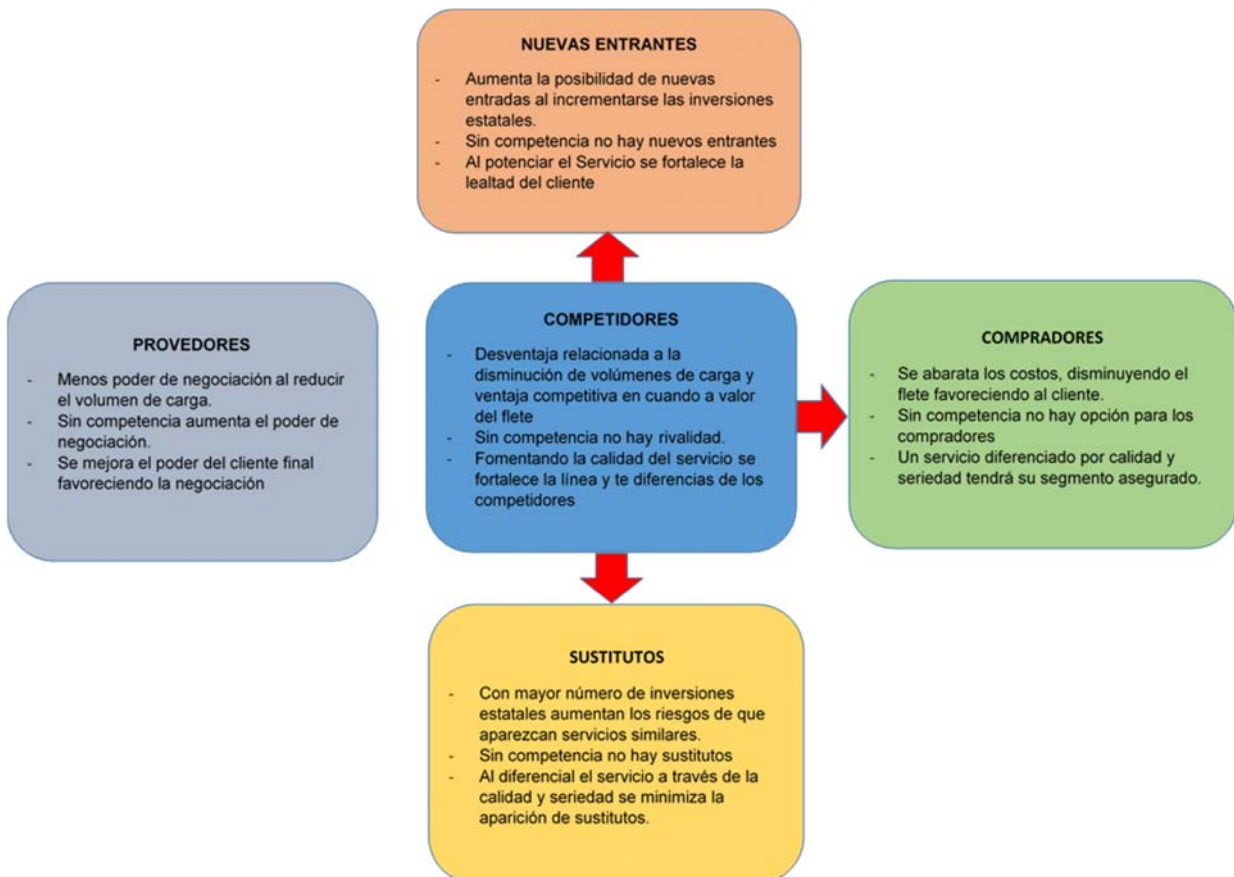 NUEVAS ENTRANTES
- Aumenta la posibilidad de nuevas
entradas al incrementarse las inversiones
estatales.
- Sin competencia no hay nuevos entrantes
- Al potenciar el Servicio se fortalece la
lealtad del cliente
PROVEDORES
- Menos poder de negociación al reducir
el volumen de carga.
- Sin competencia aumenta el poder de
negociación.
- Se mejora el poder del cliente final
favoreciendo la negociación
COMPETIDORES
- Desventaja relacionada a la
disminución de volúmenes de carga y
ventaja competitiva en cuando a valor
del flete
- Sin competencia no hay rivalidad.
- Fomentando la calidad del servicio se
fortalece la línea y te diferencias de los
competidores
COMPRADORES
- Se abarata los costos, disminuyendo el
flete favoreciendo al cliente.
- Sin competencia no hay opción para los
compradores
- Un servicio diferenciado por calidad y
seriedad tendrá su segmento asegurado.
SUSTITUTOS
- Con mayor número de inversiones
estatales aumentan los riesgos de que
aparezcan servicios similares.
- Sin competencia no hay sustitutos
- Al diferencial el servicio a través de la
calidad y seriedad se minimiza la
aparición de sustitutos.